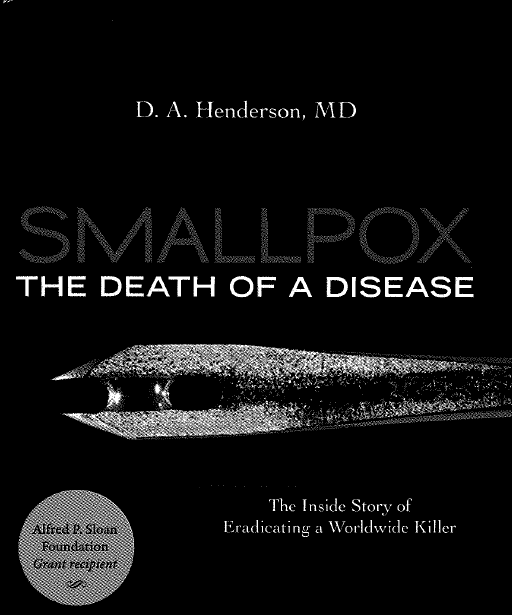 D. A. Henderson, MD
SMALLPOX
THE DEATH OF A DISEASE
The Inside Story of
Eradicating a Worldwide Killer
Alfred P. Sloan
Foundation
Grant recipient